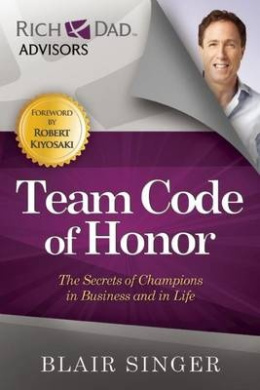 RICH DAD™
ADVISORS
FOREWORD
BY
ROBERT
KIYOSAKI
Team Code
of Honor
The Secrets of Champions
in Business and in Life
BLAIR SINGER